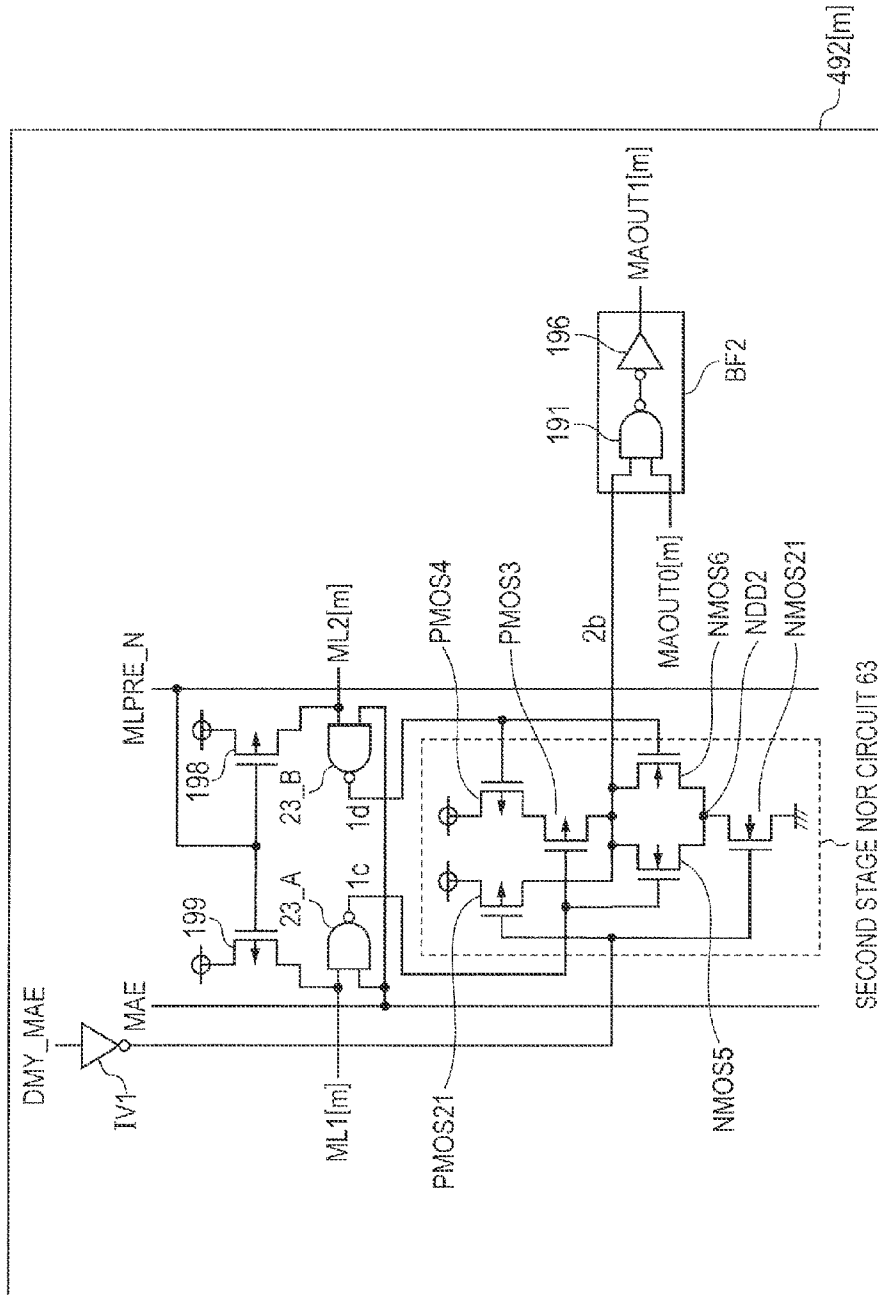 492[m]
DMY_MAE
IV1
MAE
MLPRE_N
199
198
ML1[m]
ML2[m]
23_A
23_B
1c
1d
PMOS21
PMOS4
PMOS3
2b
MAOUT0[m]
191
196
MAOUT1[m]
BF2
NMOS5
NMOS6
NDD2
NMOS21
SECOND STAGE NOR CIRCUIT 63